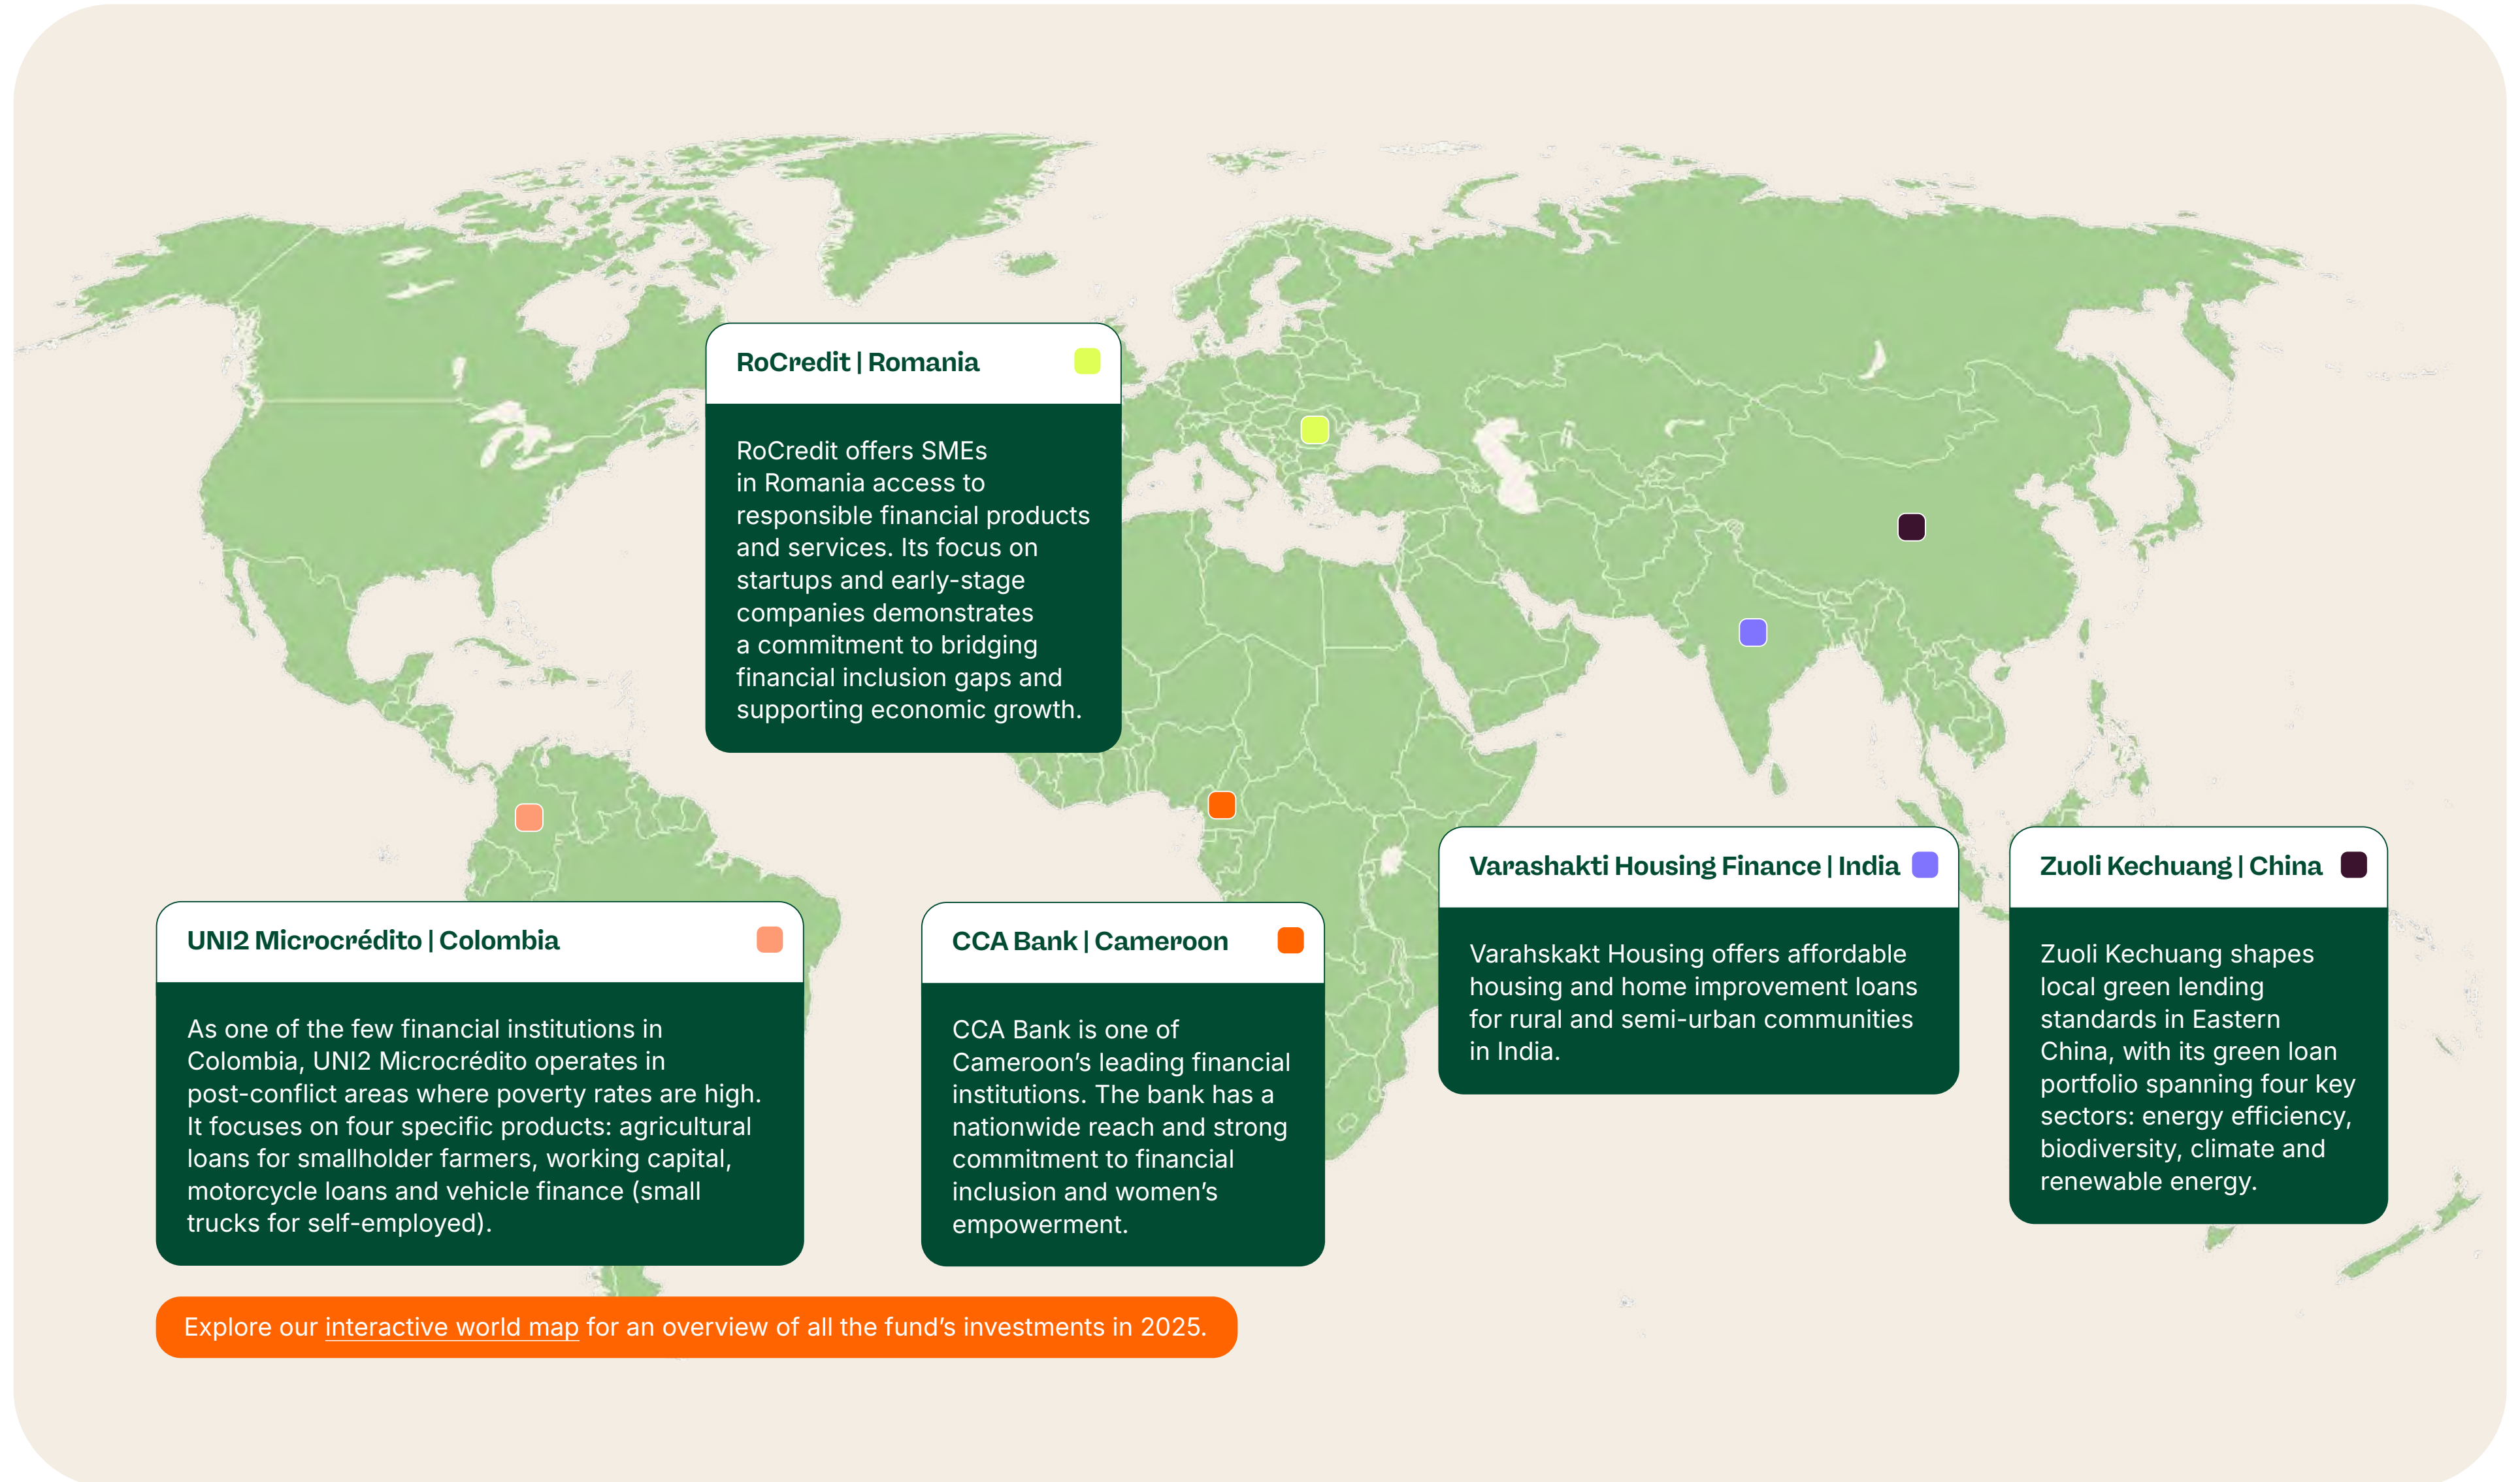 RoCredit | Romania
RoCredit offers SMEs
in Romania access to
responsible financial products
and services. Its focus on
startups and early-stage
companies demonstrates
a commitment to bridging
financial inclusion gaps and
supporting economic growth.
UNI2 Microcrédito | Colombia
As one of the few financial institutions in
Colombia, UNI2 Microcrédito operates in
post-conflict areas where poverty rates are high.
It focuses on four specific products: agricultural
loans for smallholder farmers, working capital,
motorcycle loans and vehicle finance (small
trucks for self-employed).
CCA Bank | Cameroon
CCA Bank is one of
Cameroon’s leading financial
institutions. The bank has a
nationwide reach and strong
commitment to financial
inclusion and women’s
empowerment.
Varashakti Housing Finance | India
Varahskakt Housing offers affordable
housing and home improvement loans
for rural and semi-urban communities
in India.
Zuoli Kechuang | China
Zuoli Kechuang shapes
local green lending
standards in Eastern
China, with its green loan
portfolio spanning four key
sectors: energy efficiency,
biodiversity, climate and
renewable energy.
Explore our interactive world map for an overview of all the fund’s investments in 2025.